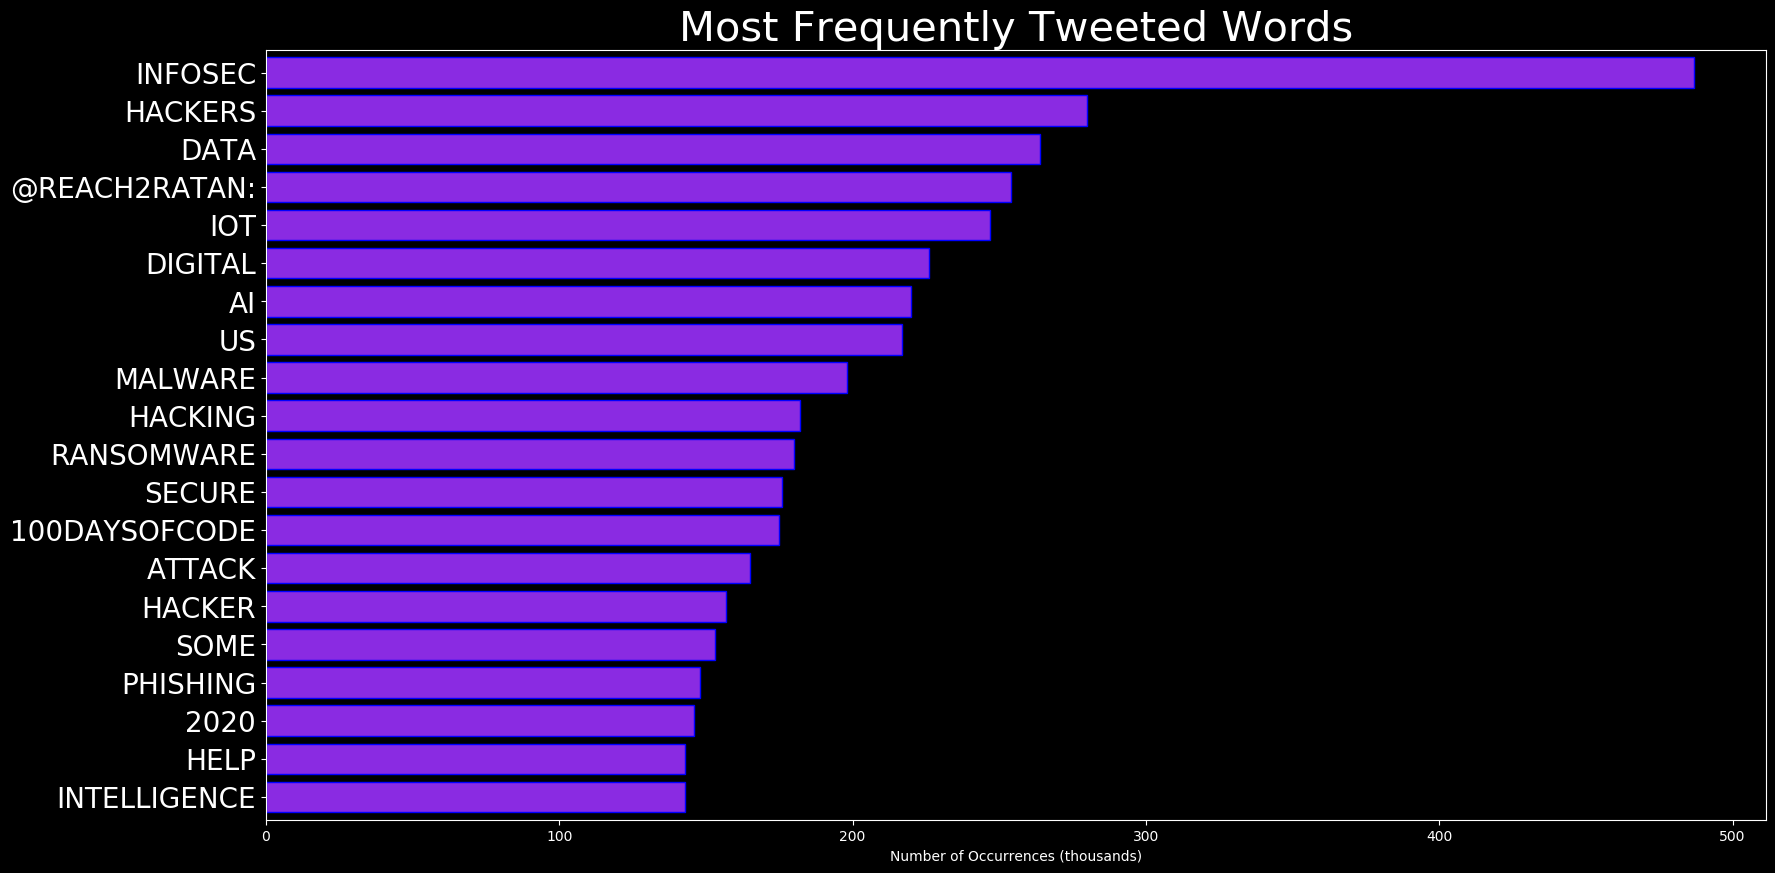 Most Frequently Tweeted Words
INFOSEC
HACKERS
DATA
@REACH2RATAN:
IOT
DIGITAL
AI
US
MALWARE
HACKING
RANSOMWARE
SECURE
100DAYSOFCODE
ATTACK
HACKER
SOME
PHISHING
2020
HELP
INTELLIGENCE
0 100 200 300 400 500
Number of Occurrences (thousands)